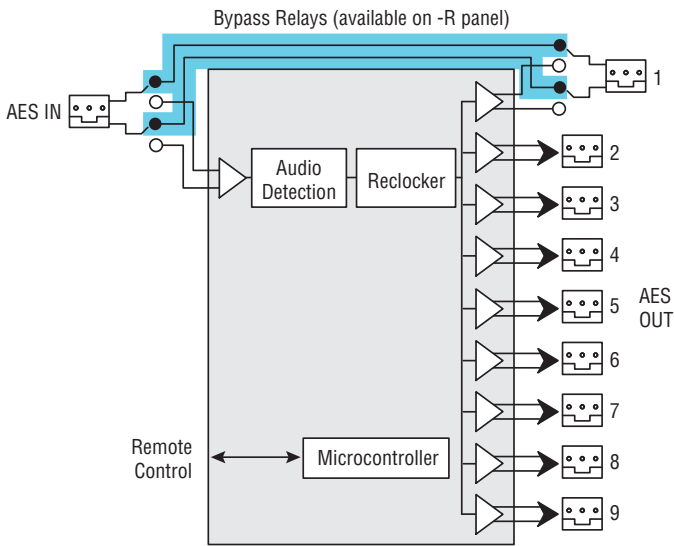 Bypass Relays (available on -R panel)
1
AES IN
2
Audio
Detection
Reclocker
3
4
5
AES
OUT
6
7
Remote
Control
Microcontroller
8
9